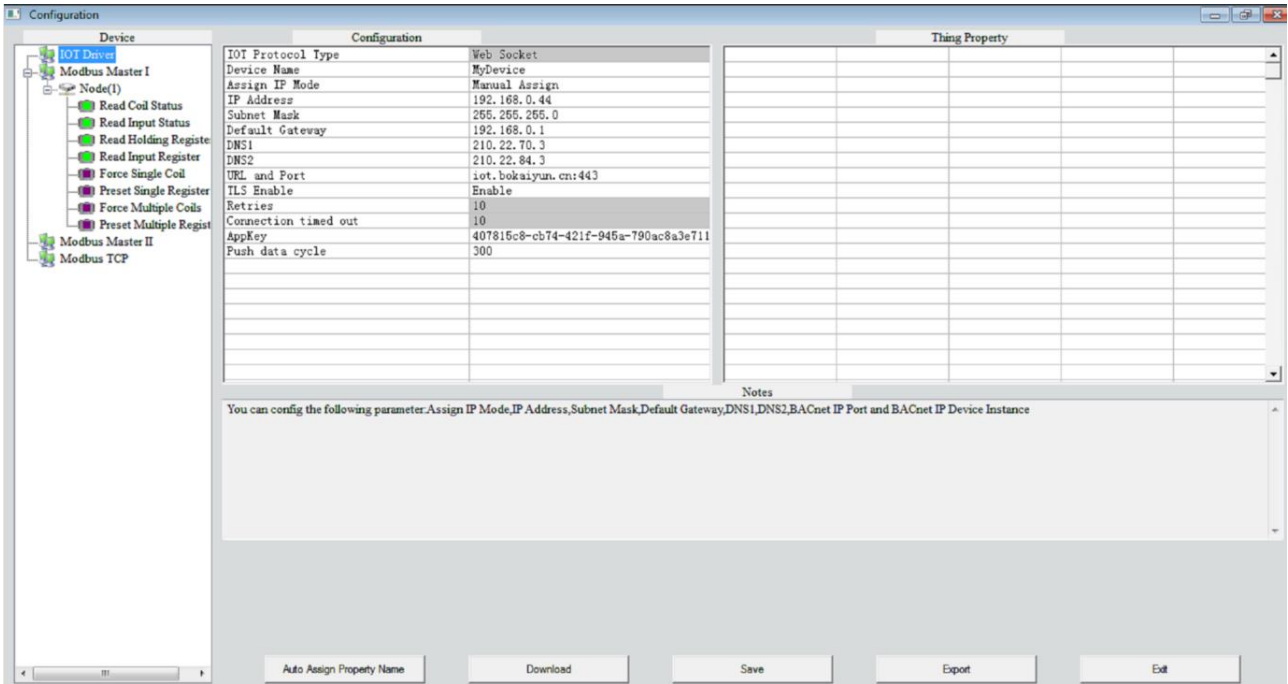 Configuration
Device
IOT Driver
Modbus Master I
Node(1)
Read Coil Status
Read Input Status
Read Holding Registe
Read Input Register
Force Single Coil
Preset Single Register
Force Multiple Coils
Preset Multiple Regist
Modbus Master II
Modbus TCP
Configuration
IOT Protocol Type Web Socket
Device Name MyDevice
Assign IP Mode Manual Assign
IP Address 192.168.0.44
Subnet Mask 255.255.255.0
Default Gateway 192.168.0.1
DNS1 210.22.70.3
DNS2 210.22.84.3
URL and Port iot.bokaiyun.cn:443
TLS Enable Enable
Retries 10
Connection timed out 10
AppKey 407815c8-cb74-421f-945a-790ac8a3e711
Push data cycle 300
Thing Property
Notes
You can config the following parameter:Assign IP Mode,IP Address,Subnet Mask,Default Gateway,DNS1,DNS2,BACnet IP Port and BACnet IP Device Instance
Auto Assign Property Name
Download
Save
Export
Exit